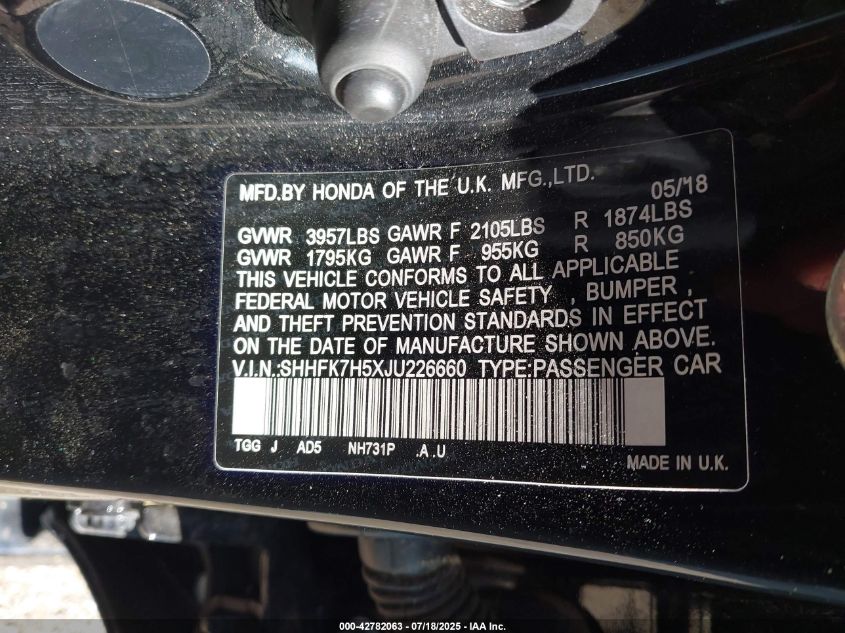 MFD.BY HONDA OF THE U.K. MFG.,LTD. 05/18
GVWR 3957LBS GAWR F 2105LBS R 1874LBS
GVWR 1795KG GAWR F 955KG R 850KG
THIS VEHICLE CONFORMS TO ALL APPLICABLE
FEDERAL MOTOR VEHICLE SAFETY , BUMPER ,
AND THEFT PREVENTION STANDARDS IN EFFECT
ON THE DATE OF MANUFACTURE SHOWN ABOVE.
V.I.N.:SHHFK7H5XJU226660 TYPE:PASSENGER CAR
TGG J AD5 NH731P .A .U
MADE IN U.K.
000-42782063 - 07/18/2025 - IAA Inc.